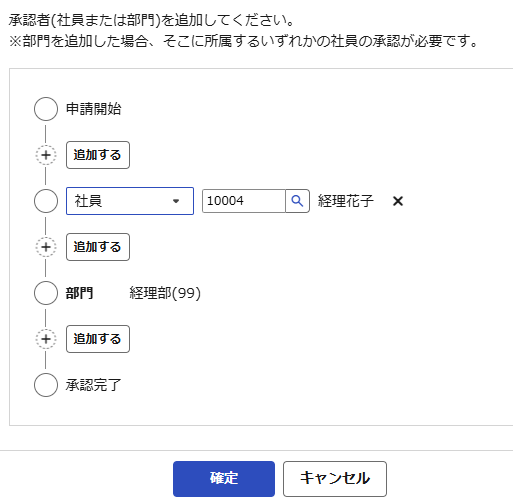 承認者(社員または部門)を追加してください。
※部門を追加した場合、そこに所属するいずれかの社員の承認が必要です。
申請開始
追加する
社員 10004 経理花子
追加する
部門 経理部(99)
追加する
承認完了
確定 キャンセル